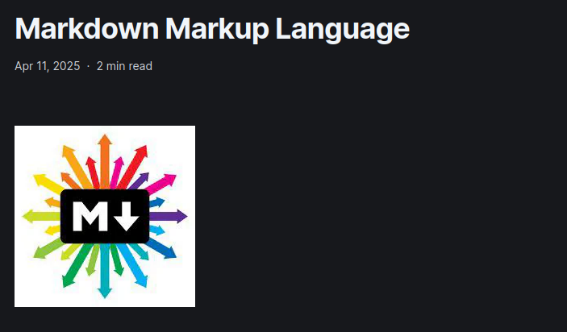 Markdown Markup Language
Apr 11, 2025 · 2 min read
M